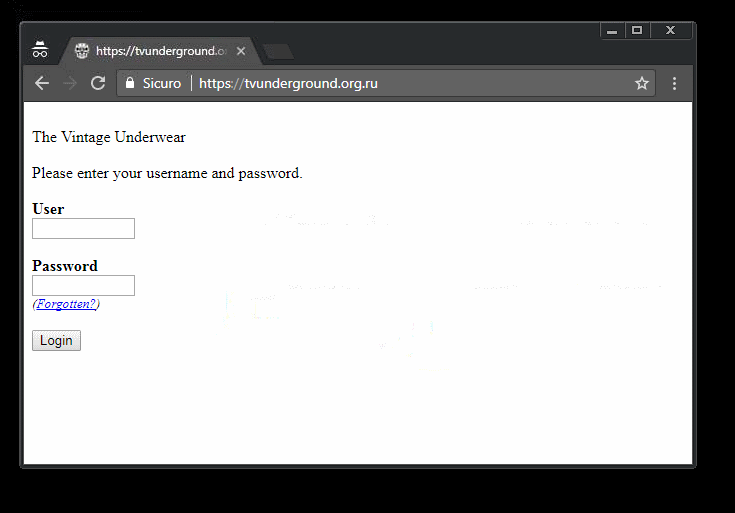 https://tvunderground.o
Sicuro https://tvunderground.org.ru
The Vintage Underwear
Please enter your username and password.
User
Password
(Forgotten?)
Login